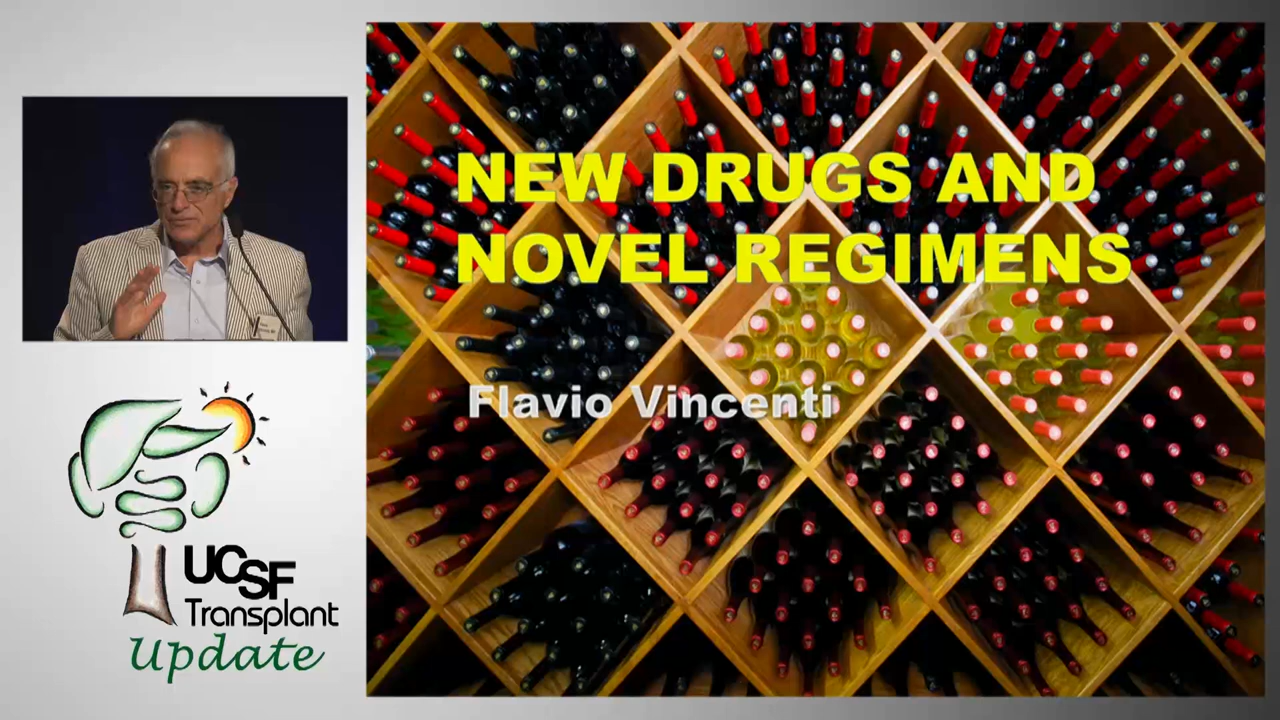 NEW DRUGS AND
NOVEL REGIMENS
Flavio Vincenti
UCSF
Transplant
Update